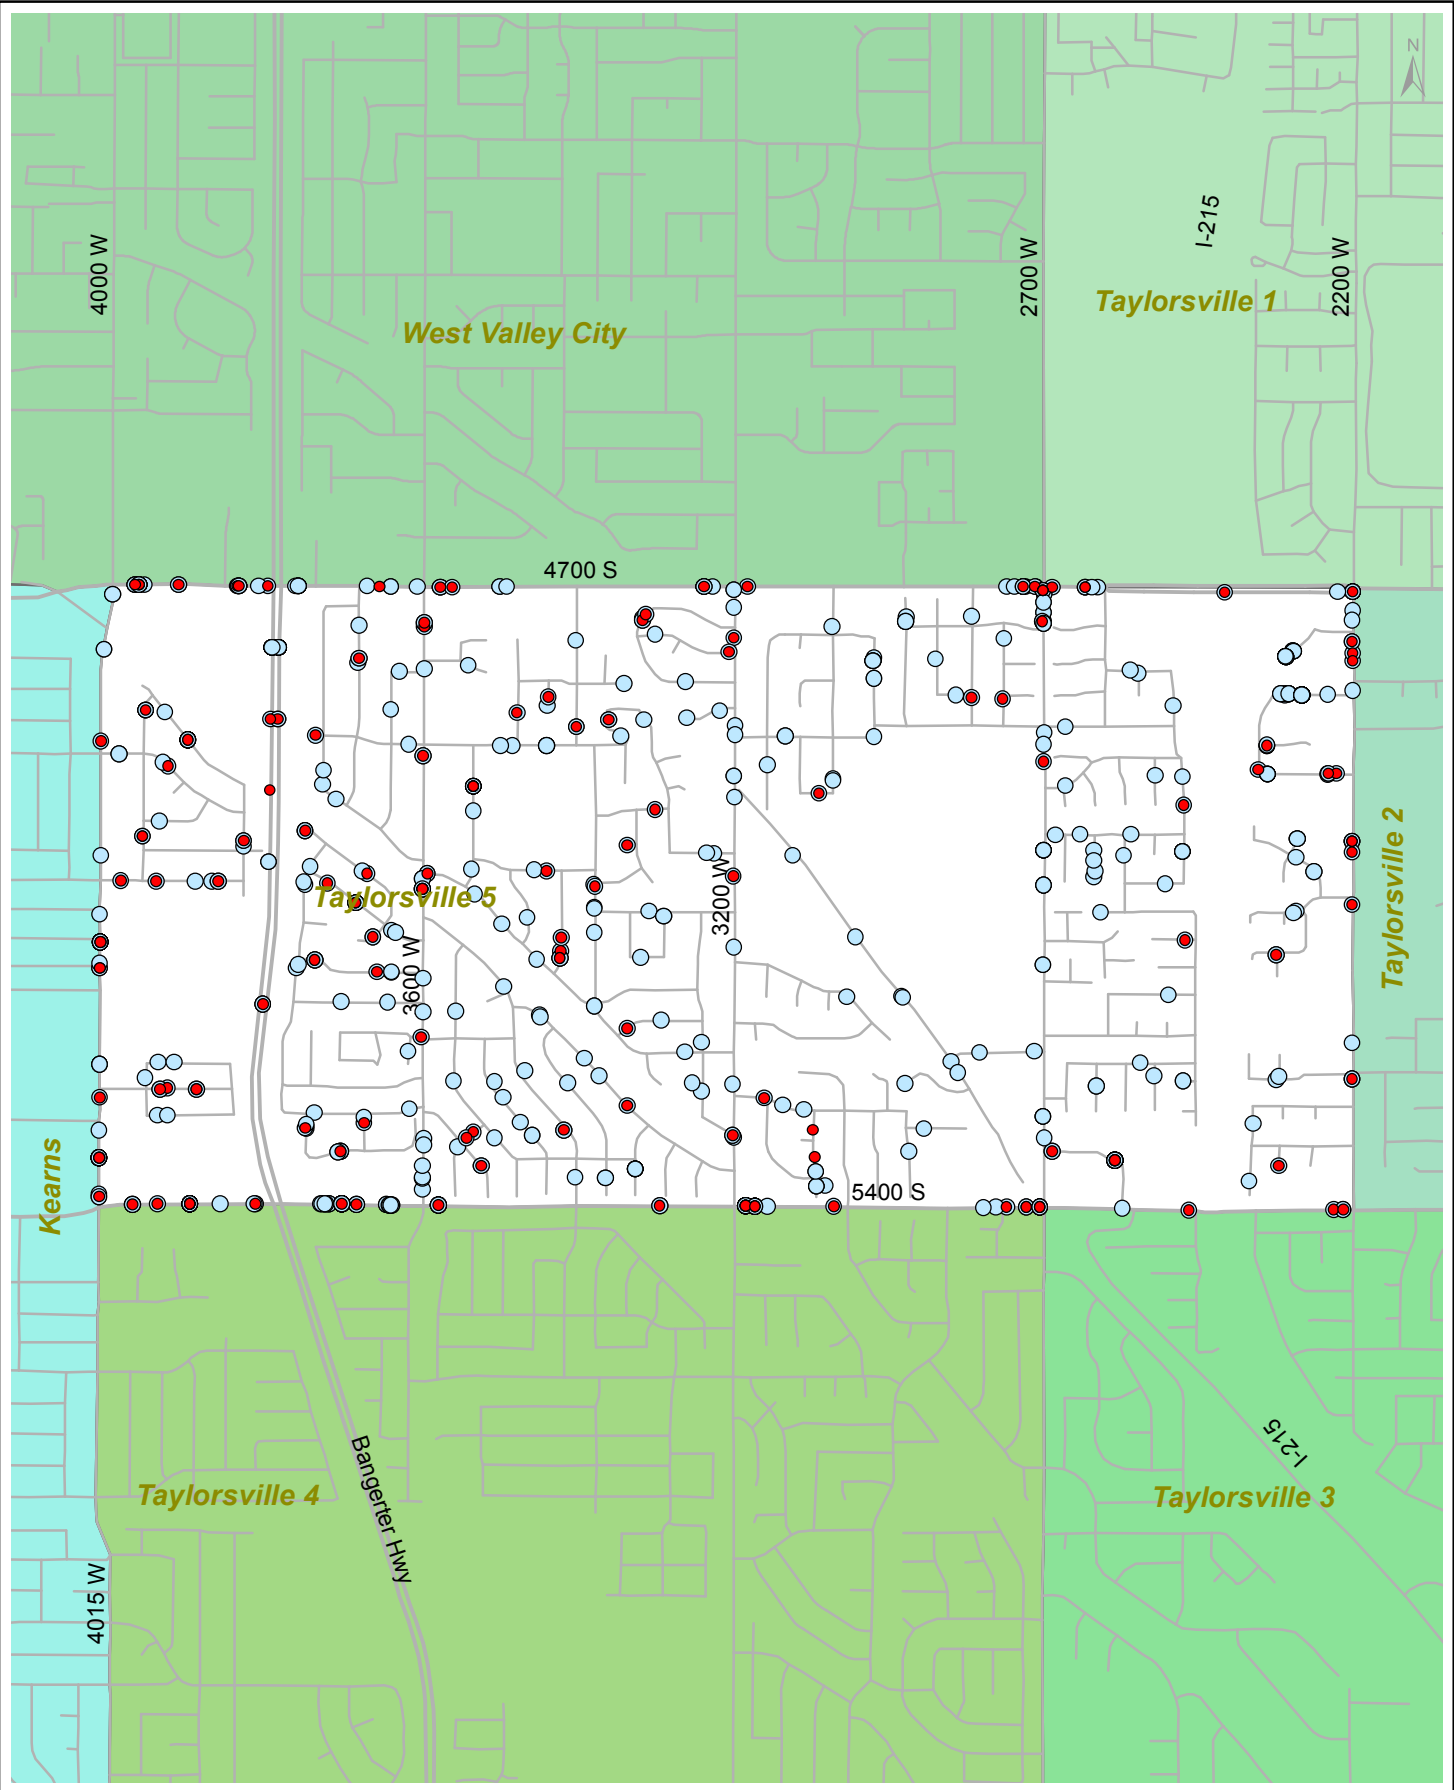 N
I-215
4000 W
2700 W
2200 W
Taylorsville 1
West Valley City
4700 S
Taylorsville 2
Taylorsville 5
3200 W
3600 W
Kearns
5400 S
I-215
Bangerter Hwy
Taylorsville 4
Taylorsville 3
4015 W